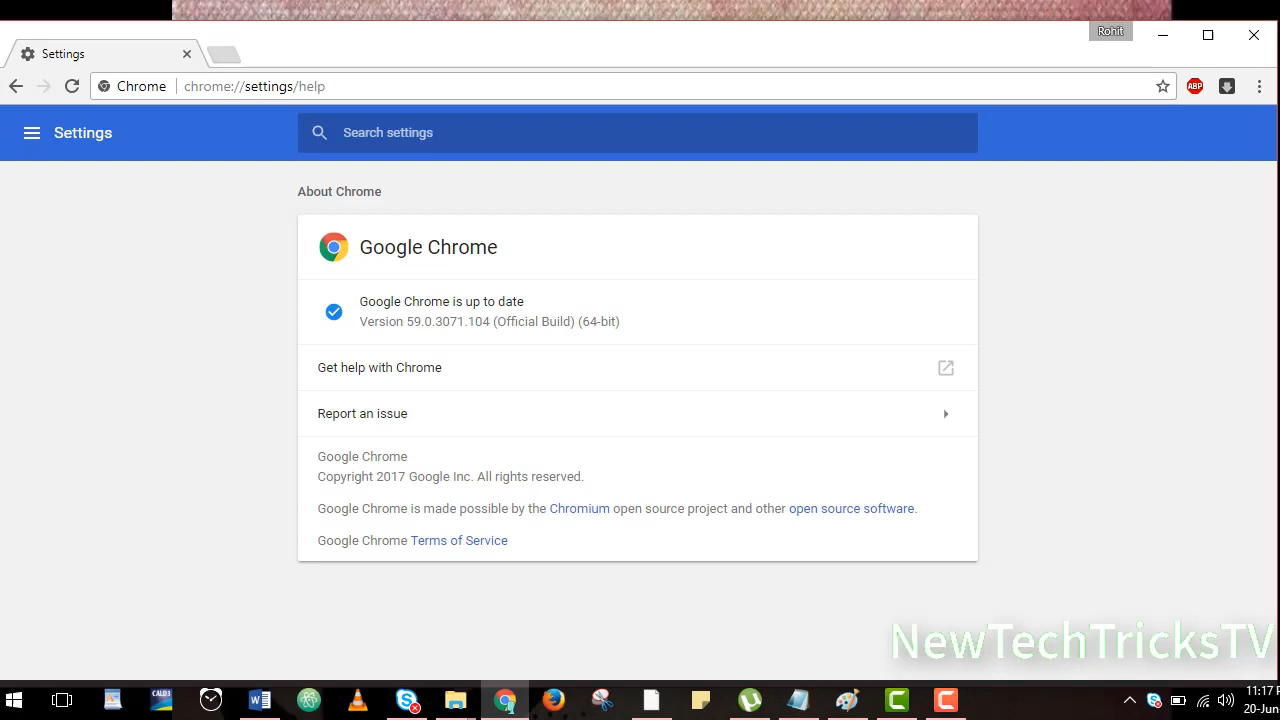 Rohit
Settings
Chrome chrome://settings/help
ABP
Settings
Search settings
About Chrome
Google Chrome
Google Chrome is up to date
Version 59.0.3071.104 (Official Build) (64-bit)
Get help with Chrome
Report an issue
Google Chrome
Copyright 2017 Google Inc. All rights reserved.
Google Chrome is made possible by the Chromium open source project and other open source software.
Google Chrome Terms of Service
NewTechTricksTV
CALD3
11:17 P
20-Jun